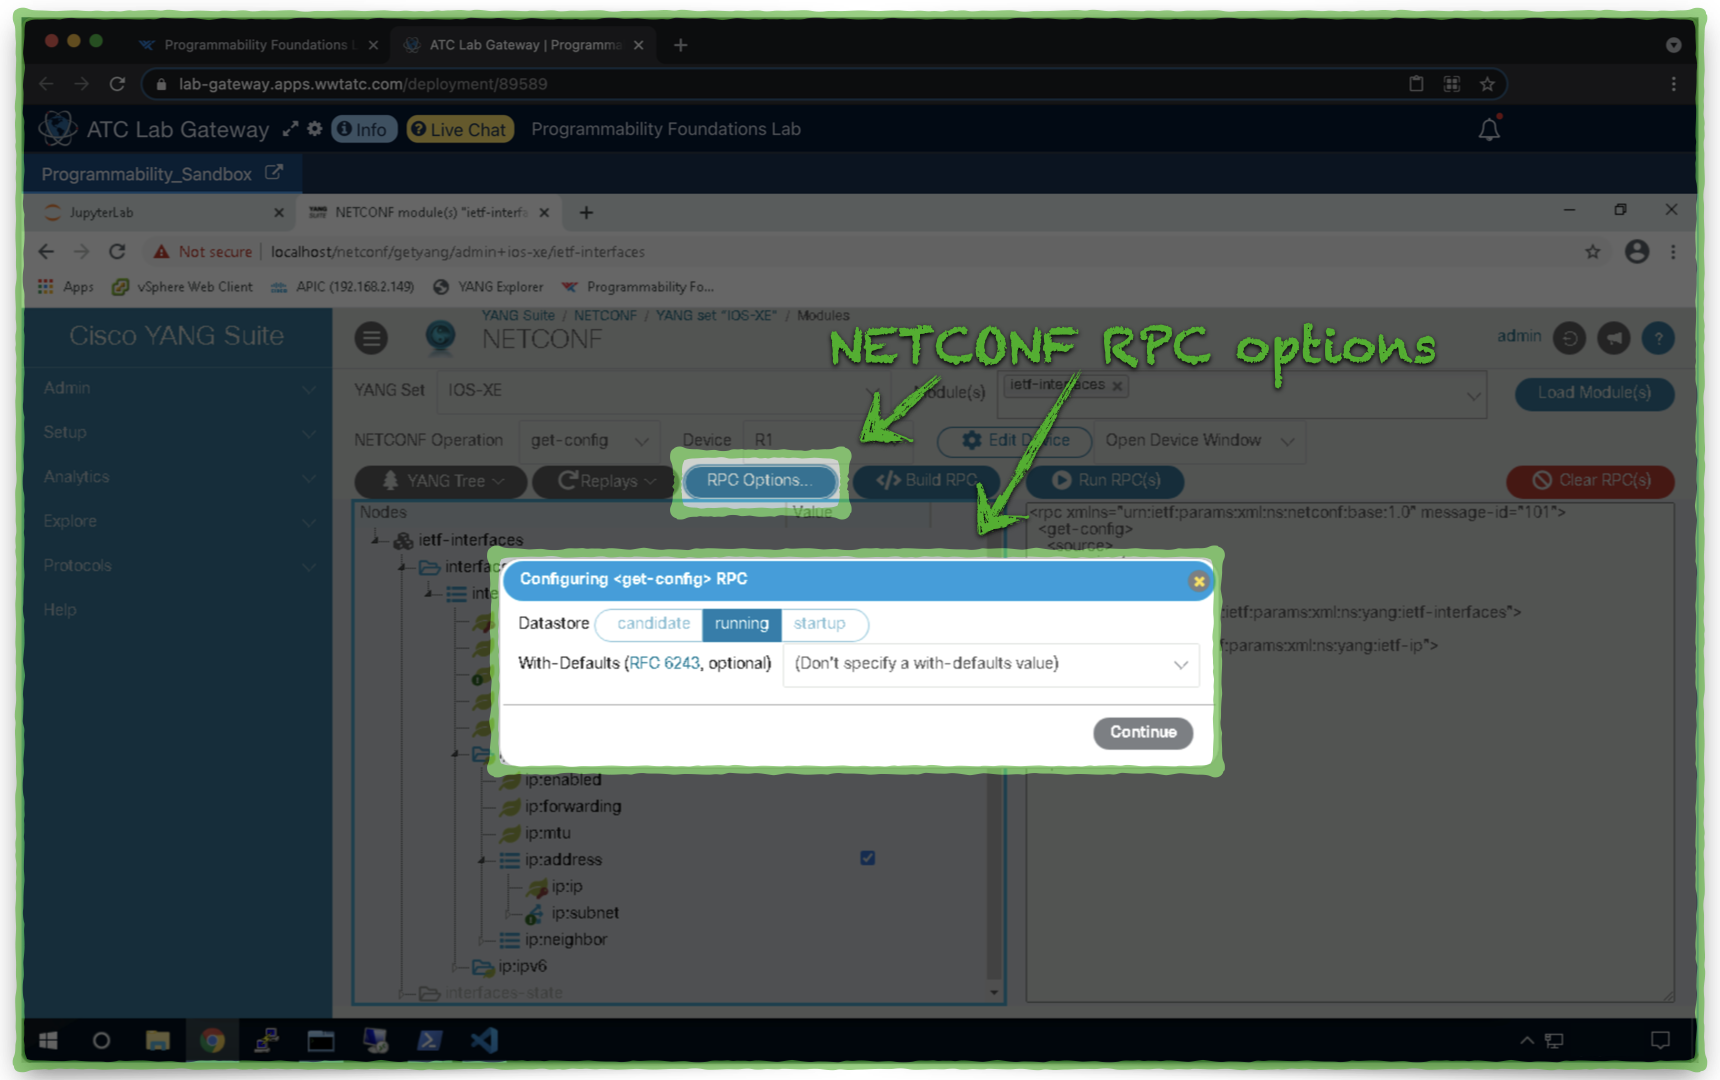 Programmability Foundations L
ATC Lab Gateway | Programma
lab-gateway.apps.wwtatc.com/deployment/89589
ATC Lab Gateway Info Live Chat Programmability Foundations Lab
Programmability_Sandbox
JupyterLab
YANG SUITE NETCONF module(s) "ietf-interfa
Not secure | localhost/netconf/getyang/admin+ios-xe/ietf-interfaces
Apps vSphere Web Client APIC (192.168.2.149) YANG Explorer Programmability Fo...
Cisco YANG Suite
YANG Suite / NETCONF / YANG set "IOS-XE" / Modules
NETCONF
NETCONF RPC options
admin
Admin
Setup
Analytics
Explore
Protocols
Help
YANG Set IOS-XE Module(s) ietf-interfaces Load Module(s)
NETCONF Operation get-config Device R1 Edit Device Open Device Window
YANG Tree Replays RPC Options... </> Build RPC Run RPC(s) Clear RPC(s)
Nodes Value
ietf-interfaces
interfac
inte
<rpc xmlns="urn:ietf:params:xml:ns:netconf:base:1.0" message-id="101">
<get-config>
<source>
:ietf:params:xml:ns:yang:ietf-interfaces">
f:params:xml:ns:yang:ietf-ip">
Configuring <get-config> RPC
Datastore candidate running startup
With-Defaults (RFC 6243, optional) (Don't specify a with-defaults value)
Continue
ip:enabled
ip:forwarding
ip:mtu
ip:address
ip:ip
ip:subnet
ip:neighbor
ip:ipv6
interfaces-state